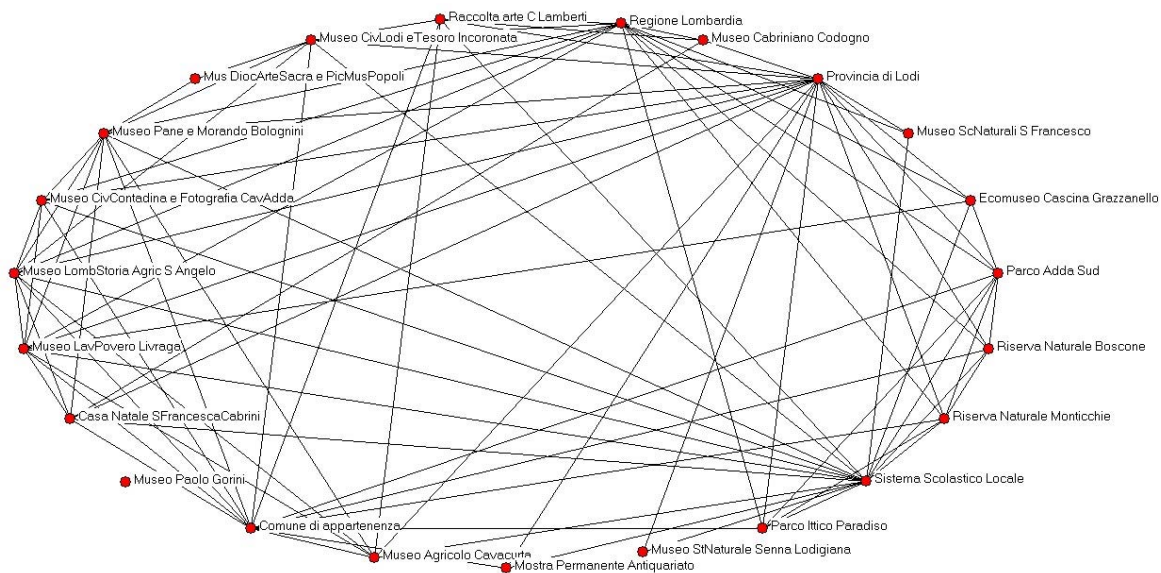 Raccolta arte C Lamberti
Regione Lombardia
Museo CivLodi eTesoro Incoronata
Museo Cabriniano Codogno
Mus DiocArteSacra e PicMusPopoli
Provincia di Lodi
Museo Pane e Morando Bolognini
Museo ScNaturali S Francesco
Museo CivContadina e Fotografia CavAdda
Ecomuseo Cascina Grazzanello
Museo LombStoria Agric S Angelo
Parco Adda Sud
Museo LavPovero Livraga
Riserva Naturale Boscone
Casa Natale SFrancescaCabrini
Riserva Naturale Monticchie
Museo Paolo Gorini
Sistema Scolastico Locale
Comune di appartenenza
Parco Ittico Paradiso
Museo Agricolo Cavacurta
Museo StNaturale Senna Lodigiana
Mostra Permanente Antiquariato